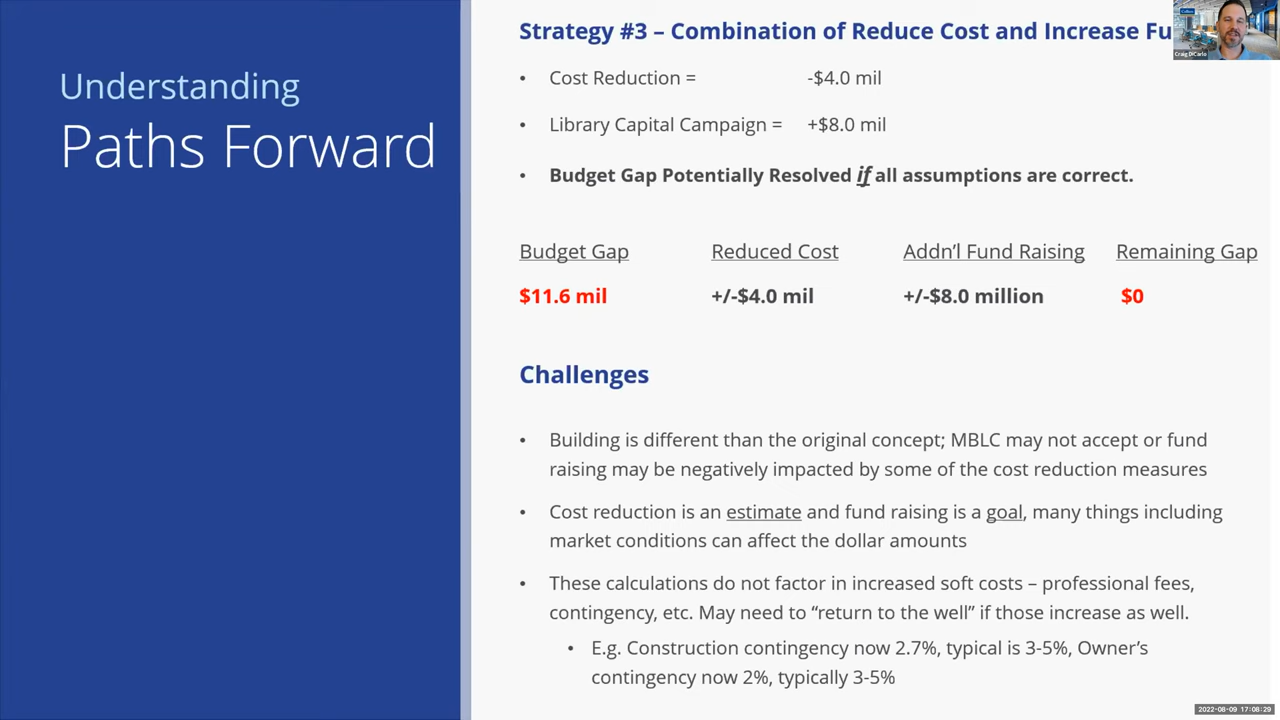 Understanding
Paths Forward
Strategy #3 – Combination of Reduce Cost and Increase Fu
• Cost Reduction = -$4.0 mil
• Library Capital Campaign = +$8.0 mil
• Budget Gap Potentially Resolved if all assumptions are correct.
Budget Gap Reduced Cost Addn’l Fund Raising Remaining Gap
$11.6 mil +/-$4.0 mil +/-$8.0 million $0
Challenges
• Building is different than the original concept; MBLC may not accept or fund
raising may be negatively impacted by some of the cost reduction measures
• Cost reduction is an estimate and fund raising is a goal, many things including
market conditions can affect the dollar amounts
• These calculations do not factor in increased soft costs – professional fees,
contingency, etc. May need to “return to the well” if those increase as well.
• E.g. Construction contingency now 2.7%, typical is 3-5%, Owner’s
contingency now 2%, typically 3-5%
Craig DiCarlo
2022-08-09 17:08:29